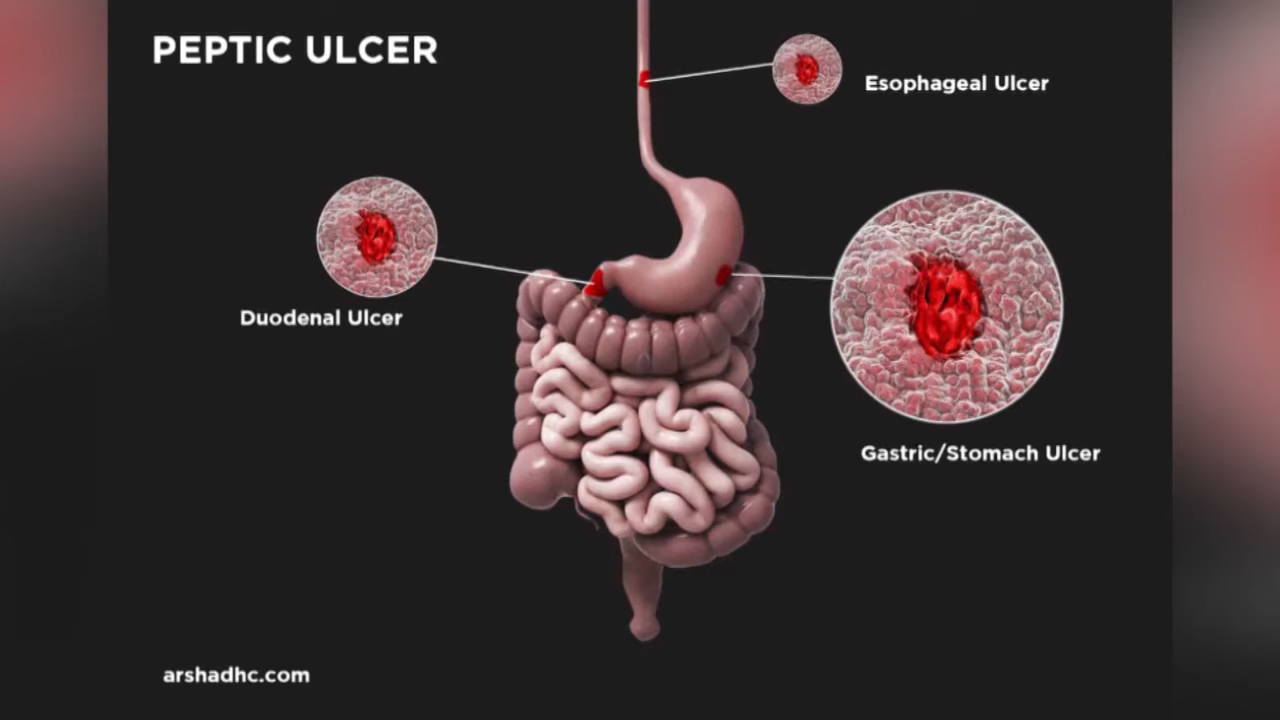 PEPTIC ULCER
Esophageal Ulcer
Duodenal Ulcer
Gastric/Stomach Ulcer
arshadhc.com